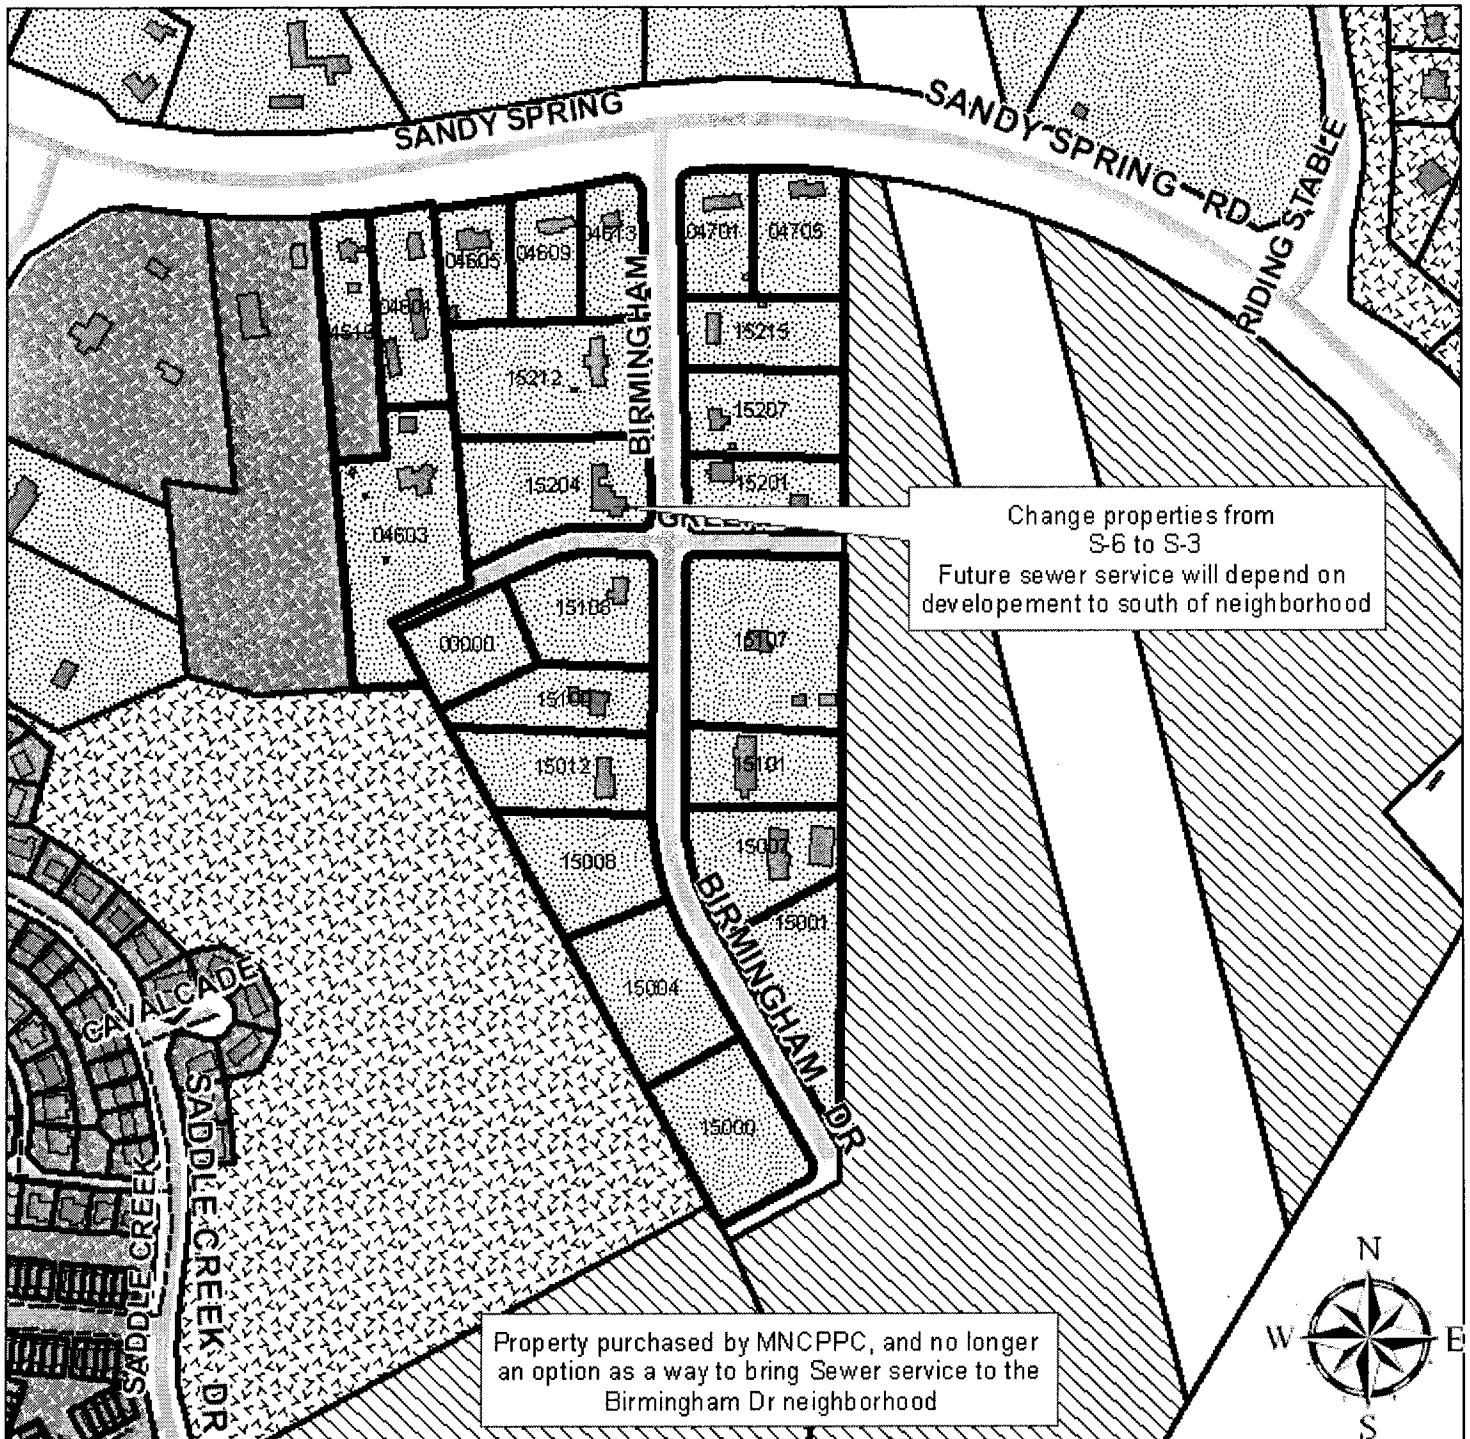 SANDY SPRING
SANDY SPRING RD
RIDING STABLE
04701
04705
04613
04605
04609
04604
BIRMINGHAM
15215
15212
15207
15204
15201
04603
Change properties from
S-6 to S-3
Future sewer service will depend on
developement to south of neighborhood
15107
00000
15012
15101
15007
15008
BIRMINGHAM DR
15001
15004
CAVALCADE
15000
SADDLE CREEK
SADDLE CREEK DR
Property purchased by MNCPPC, and no longer
an option as a way to bring Sewer service to the
Birmingham Dr neighborhood
N
W
E
S